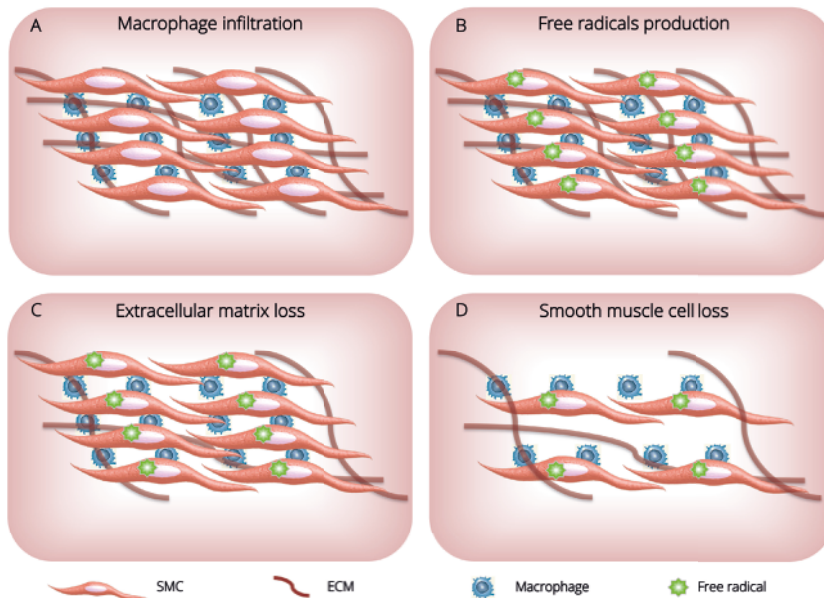 A Macrophage infiltration
B Free radicals production
C Extracellular matrix loss
D Smooth muscle cell loss
SMC ECM Macrophage Free radical